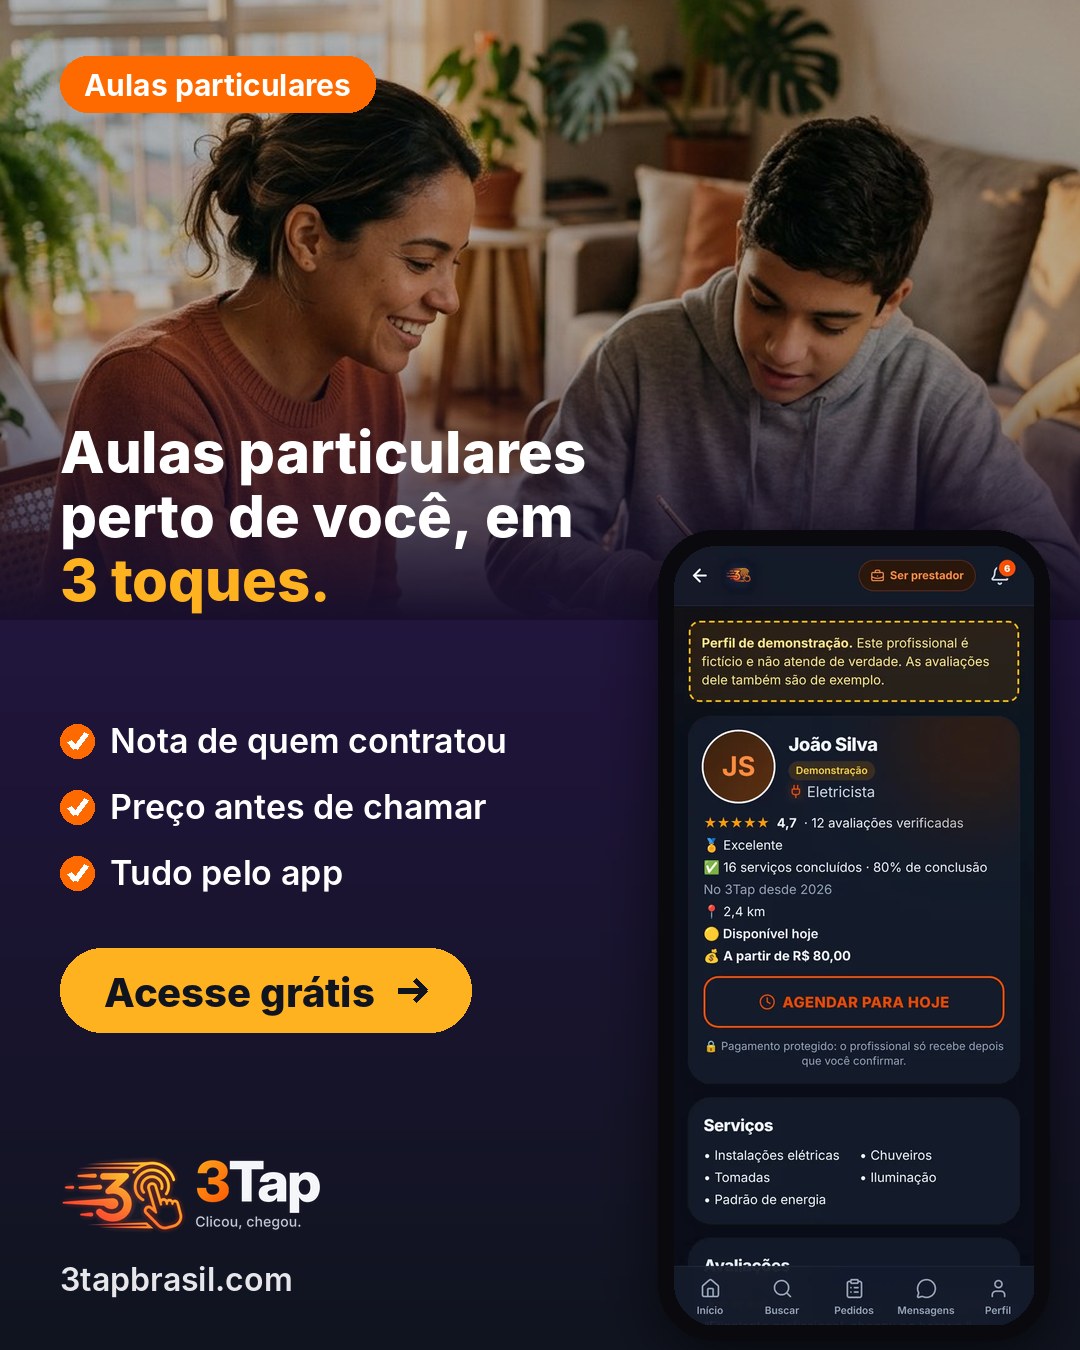 Aulas particulares
Aulas particulares
perto de você, em
3 toques.
Nota de quem contratou
Preço antes de chamar
Tudo pelo app
Acesse grátis →
3
3Tap
Clicou, chegou.
3tapbrasil.com
3
Ser prestador
6
Perfil de demonstração. Este profissional é
fictício e não atende de verdade. As avaliações
dele também são de exemplo.
JS
João Silva
Demonstração
Eletricista
★★★★★ 4,7 · 12 avaliações verificadas
🏅 Excelente
✅ 16 serviços concluídos · 80% de conclusão
No 3Tap desde 2026
📍 2,4 km
🟡 Disponível hoje
💰 A partir de R$ 80,00
AGENDAR PARA HOJE
🔒 Pagamento protegido: o profissional só recebe depois
que você confirmar.
Serviços
• Instalações elétricas • Chuveiros
• Tomadas • Iluminação
• Padrão de energia
Avaliações
Início Buscar Pedidos Mensagens Perfil